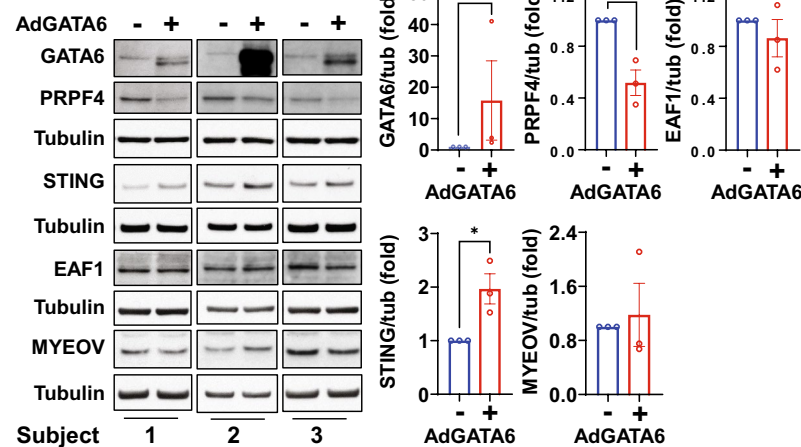 AdGATA6 - + - + - +
GATA6
PRPF4
Tubulin
STING
Tubulin
EAF1
Tubulin
MYEOV
Tubulin
Subject 1 2 3
GATA6/tub (fold)
40
30
20
10
0
- +
AdGATA6
PRPF4/tub (fold)
0.8
0.4
0.0
- +
AdGATA6
EAF1/tub (fold)
0.8
0.4
0.0
- +
AdGATA6
STING/tub (fold)
3
2
1
0
*
- +
AdGATA6
MYEOV/tub (fold)
2.4
1.6
0.8
0.0
- +
AdGATA6